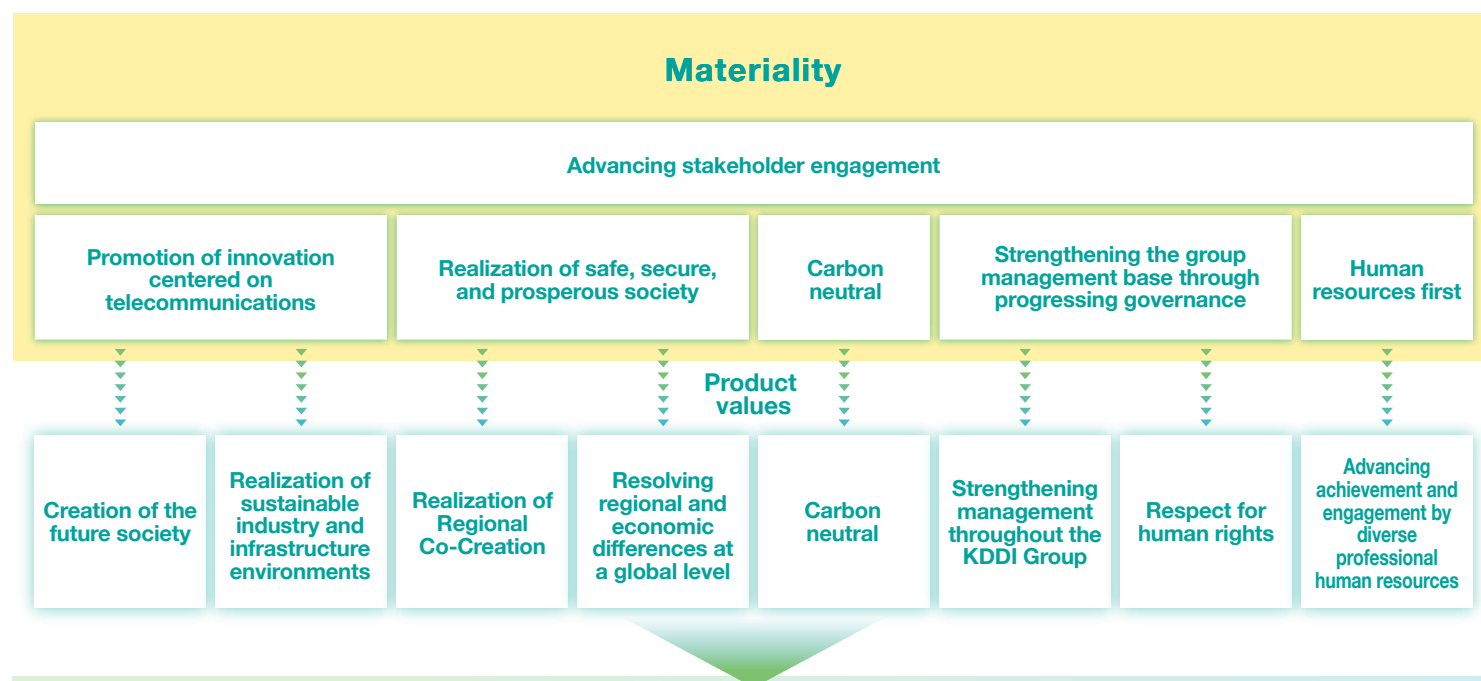 Materiality
Advancing stakeholder engagement
Promotion of innovation
centered on
telecommunications
Realization of safe, secure,
and prosperous society
Carbon
neutral
Strengthening the group
management base through
progressing governance
Human
resources first
Product
values
Creation of the
future society
Realization of
sustainable
industry and
infrastructure
environments
Realization of
Regional
Co-Creation
Resolving
regional and
economic
differences at
a global level
Carbon
neutral
Strengthening
management
throughout the
KDDI Group
Respect for
human rights
Advancing
achievement and
engagement by
diverse
professional
human resources